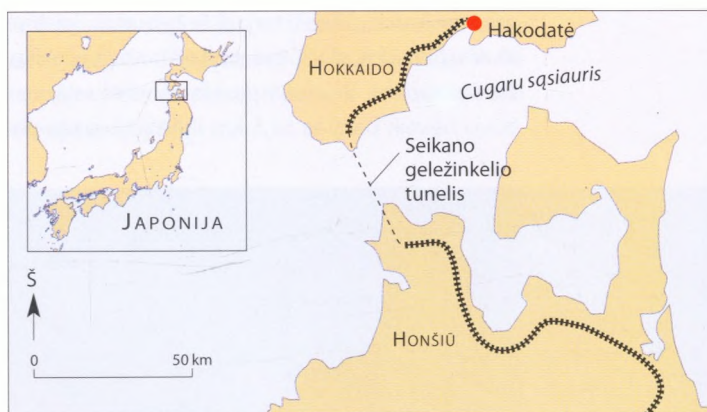 Hakodatė
HOKKAIDO
Cugaru sąsiauris
Seikano
geležinkelio
tunelis
JAPONIJA
Š
0 50 km
HONŠIŪ